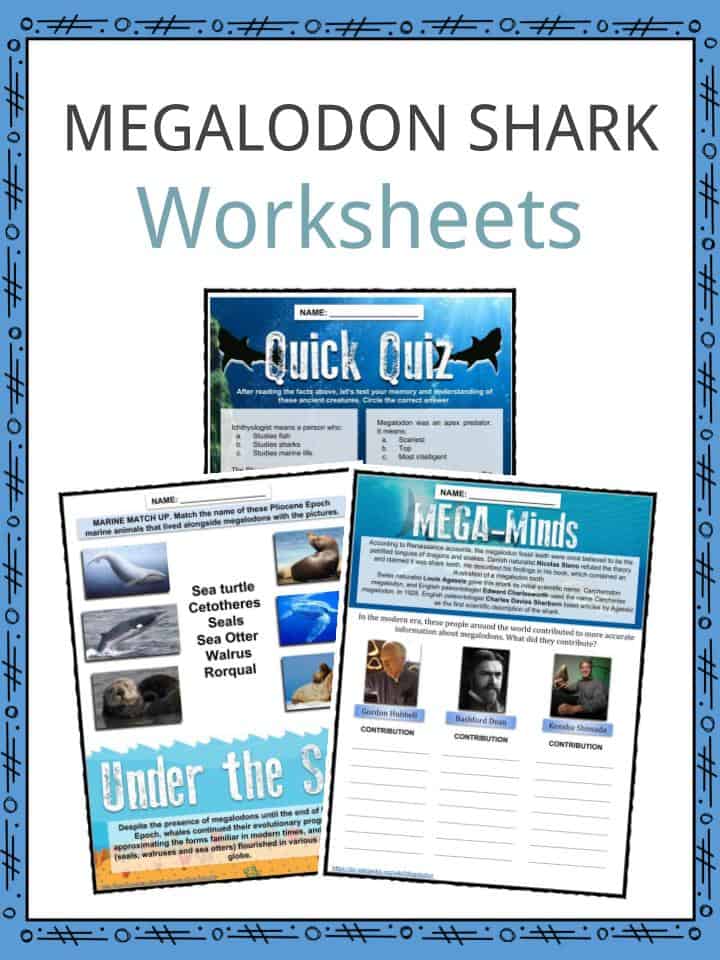 MEGALODON SHARK
Worksheets
NAME:
Quick Quiz
After reading the facts above, let's test your memory and understanding of
these ancient creatures. Circle the correct answer
Ichthyologist means a person who:
a. Studies fish
b. Studies sharks
c. Studies marine life
Megalodon was an apex predator.
It means:
a. Scariest
b. Top
c. Most intelligent
NAME:
MARINE MATCH UP. Match the name of these Pliocene Epoch
marine animals that lived alongside megalodons with the pictures.
Sea turtle
Cetotheres
Seals
Sea Otter
Walrus
Rorqual
Under the S
Despite the presence of megalodons until the end of
Epoch, whales continued their evolutionary prog
approximating the forms familiar in modern times, and
(seals, walruses and sea otters) flourished in various
globe.
NAME:
MEGA-Minds
According to Renaissance accounts, the megalodon fossil teeth were once believed to be the
petrified tongues of dragons and snakes. Danish naturalist Nicolas Steno refuted the theory
and claimed it was shark teeth. He described his findings in his book, which contained an
illustration of a megalodon tooth.
Swiss naturalist Louis Agassiz gave this shark its initial scientific name, Carcharodon
megalodon, and English paleontologist Edward Charlesworth used the name Carcharias
megalodon. In 1928, English paleontologist Charles Davies Sherborn listed articles by Agassiz
as the first scientific description of the shark.
In the modern era, these people around the world contributed to more accurate
information about megalodons. What did they contribute?
Gordon Hubbell
Bashford Dean
Kenshu Shimada
CONTRIBUTION
CONTRIBUTION
CONTRIBUTION